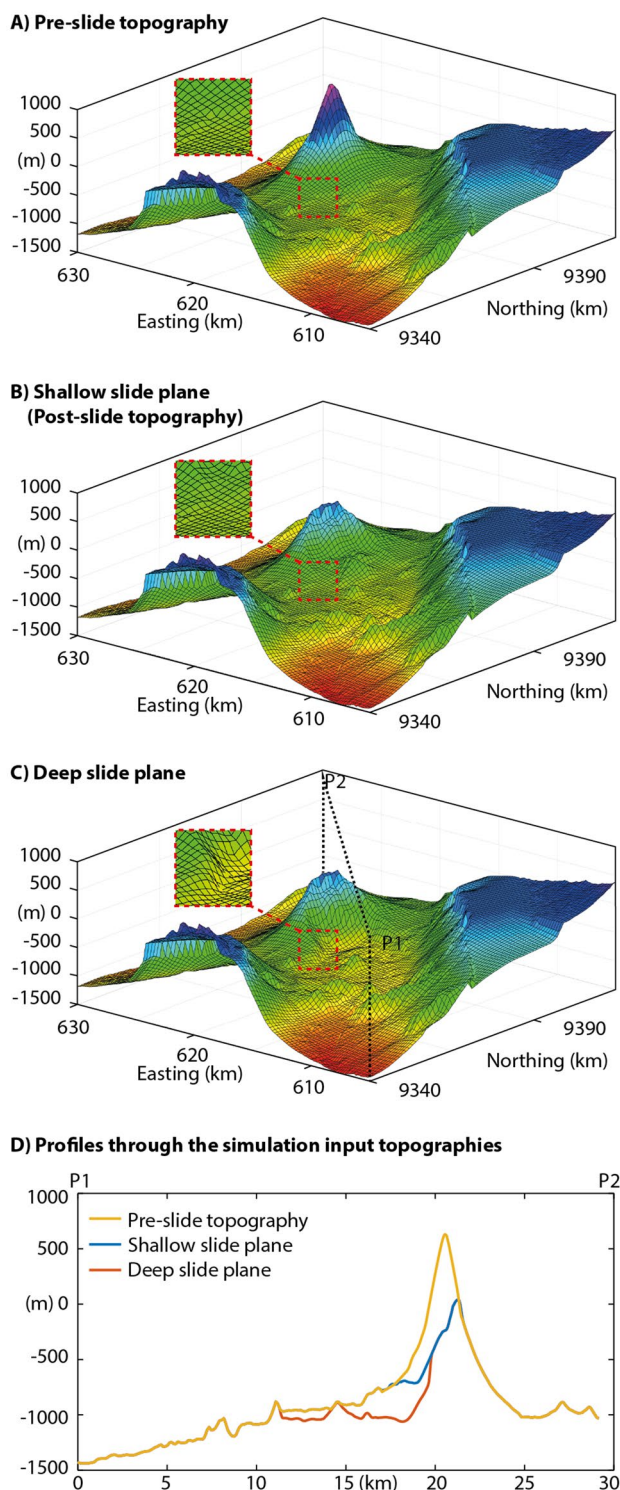 A) Pre-slide topography
1000
500
(m) 0
-500
-1000
-1500
630
620
Easting (km)
610
9340
Northing (km)
9390
B) Shallow slide plane
(Post-slide topography)
1000
500
(m) 0
-500
-1000
-1500
630
620
Easting (km)
610
9340
Northing (km)
9390
C) Deep slide plane
P2
P1
1000
500
(m) 0
-500
-1000
-1500
630
620
Easting (km)
610
9340
Northing (km)
9390
D) Profiles through the simulation input topographies
P1 P2
1000
500
(m) 0
-500
-1000
-1500
Pre-slide topography
Shallow slide plane
Deep slide plane
0 5 10 15 (km) 20 25 30